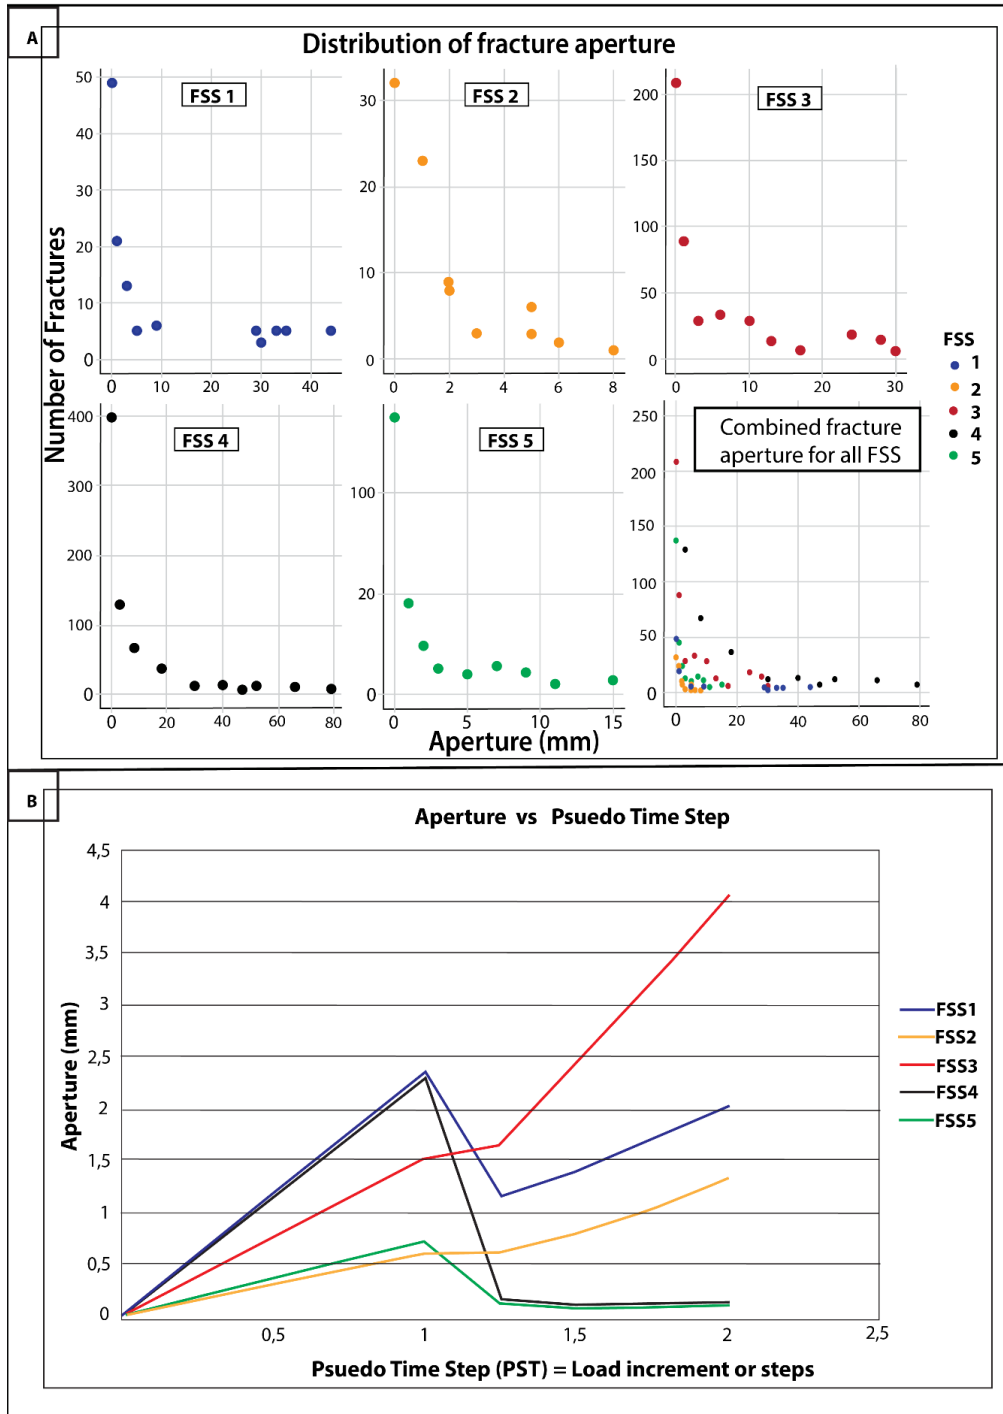 A
Distribution of fracture aperture
Number of Fractures
FSS 1
50
50
40
30
20
10
0
0 10 20 30 40
FSS 2
30
20
10
0
0 2 4 6 8
FSS 3
200
150
100
50
0
0 10 20 30
FSS
1
2
3
4
5
FSS 4
400
300
200
100
0
0 20 40 60 80
FSS 5
100
20
0
0 5 10 15
Combined fracture
aperture for all FSS
250
200
150
100
50
0
0 20 40 60 80
Aperture (mm)
B
Aperture vs Psuedo Time Step
Aperture (mm)
4,5
4
3,5
3
2,5
2
1,5
1
0,5
0
0,5 1 1,5 2 2,5
Psuedo Time Step (PST) = Load increment or steps
FSS1
FSS2
FSS3
FSS4
FSS5